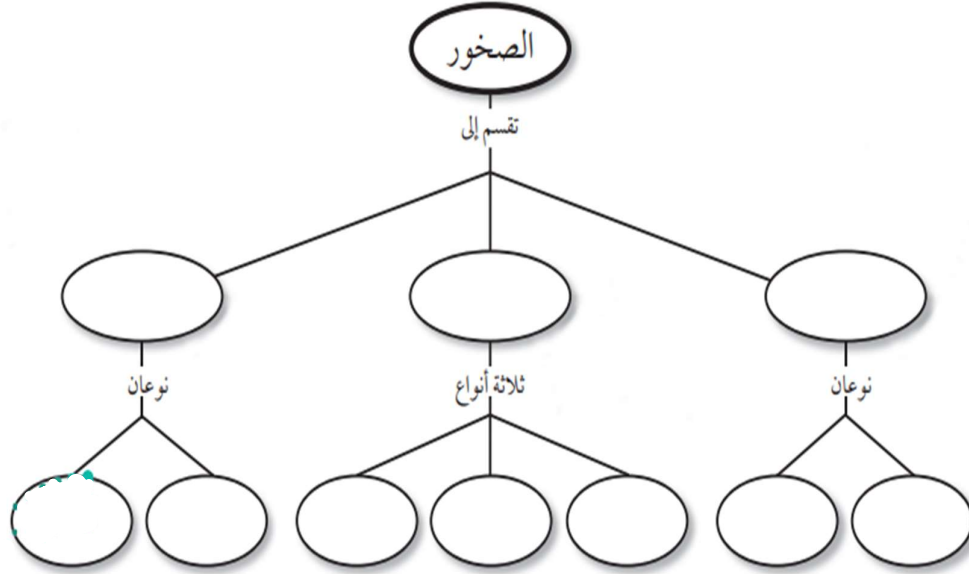 الصخور
تقسم إلى
نوعان
ثلاثة أنواع
نوعان